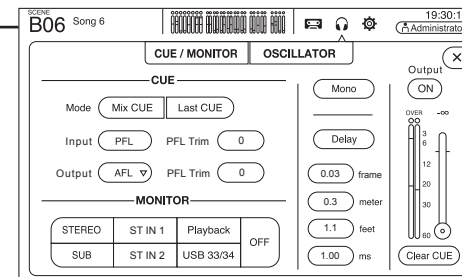 SCENE
B06 Song 6
19:30:1
Administrato
CUE / MONITOR OSCILLATOR
CUE
Mode Mix CUE Last CUE
Input PFL PFL Trim 0
Output AFL PFL Trim 0
MONITOR
STEREO ST IN 1 Playback OFF
SUB ST IN 2 USB 33/34
Mono
Delay
0.03 frame
0.3 meter
1.1 feet
1.00 ms
Output
ON
OVER -∞
3
6
12
20
30
60
Clear CUE